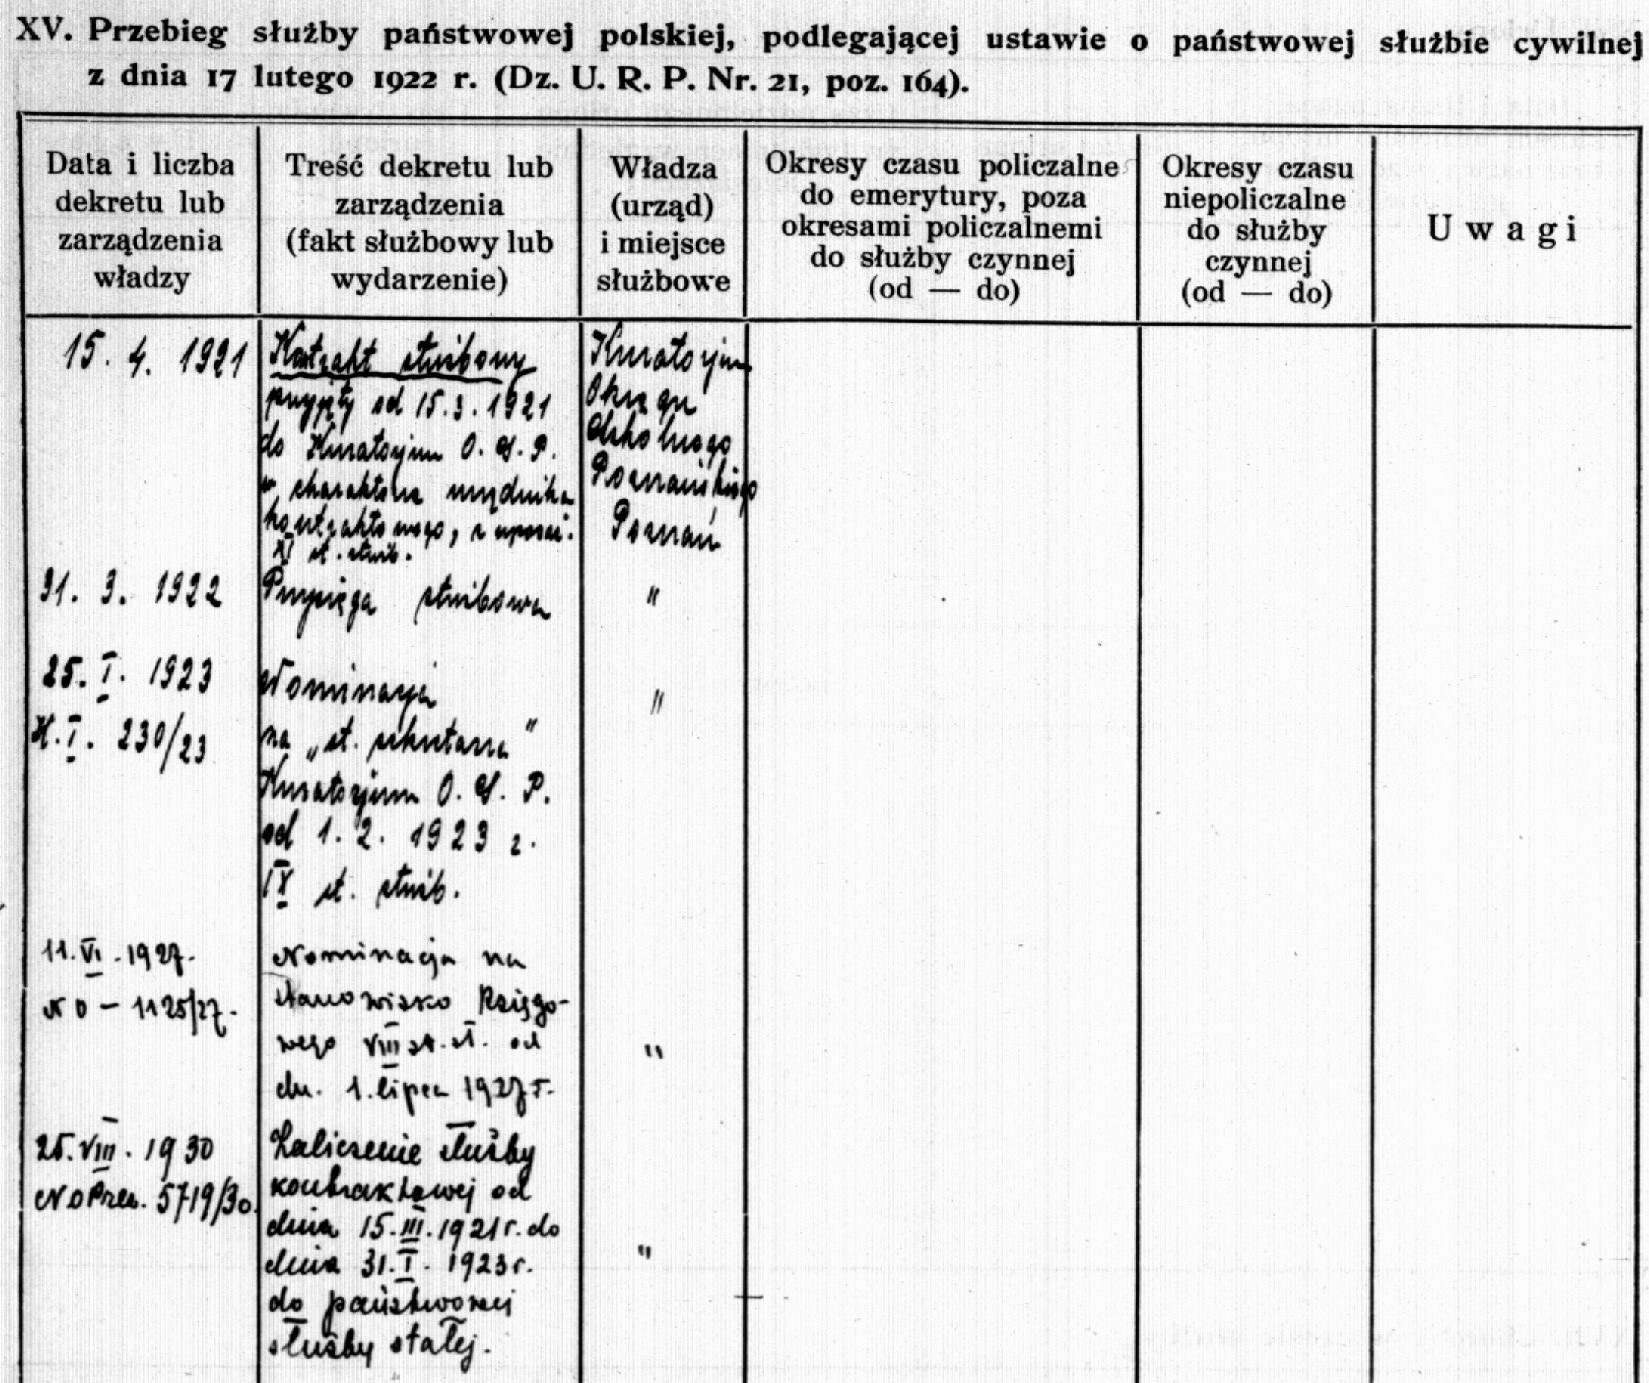 XV. Przebieg służby państwowej polskiej, podlegającej ustawie o państwowej służbie cywilnej
z dnia 17 lutego 1922 r. (Dz. U. R. P. Nr. 21, poz. 164).
Data i liczba
dekretu lub
zarządzenia
władzy
Treść dekretu lub
zarządzenia
(fakt służbowy lub
wydarzenie)
Władza
(urząd)
i miejsce
służbowe
Okresy czasu policzalne
do emerytury, poza
okresami policzalnemi
do służby czynnej
(od — do)
Okresy czasu
niepoliczalne
do służby
czynnej
(od — do)
Uwagi
15. 4. 1921
Kontrakt służbowy
przyjęty od 15.3.1921
do Kuratorjum O. S. P.
w charakterze urzędnika
kontraktowego, z uposaż.
XI st. służb.
Kuratorjum
Okręgu
Szkolnego
Poznańskiego
Poznań
31. 3. 1922
Przysięga służbowa
"
25. I. 1923
K. I. 230/23
Nominacja
na „st. sekretarza"
Kuratorjum O. S. P.
od 1. 2. 1923 r.
IX st. służb.
"
11. VI. 1927.
No – 1125/27.
Nominacja na
stanowisko księgo-
wego VIII st. sł. od
dn. 1. lipca 1927 r.
"
25. VIII. 1930
No Prez. 5719/30.
Zaliczenie służby
kontraktowej od
dnia 15. III. 1921 r. do
dnia 31. I. 1923 r.
do państwowej
służby stałej.
"